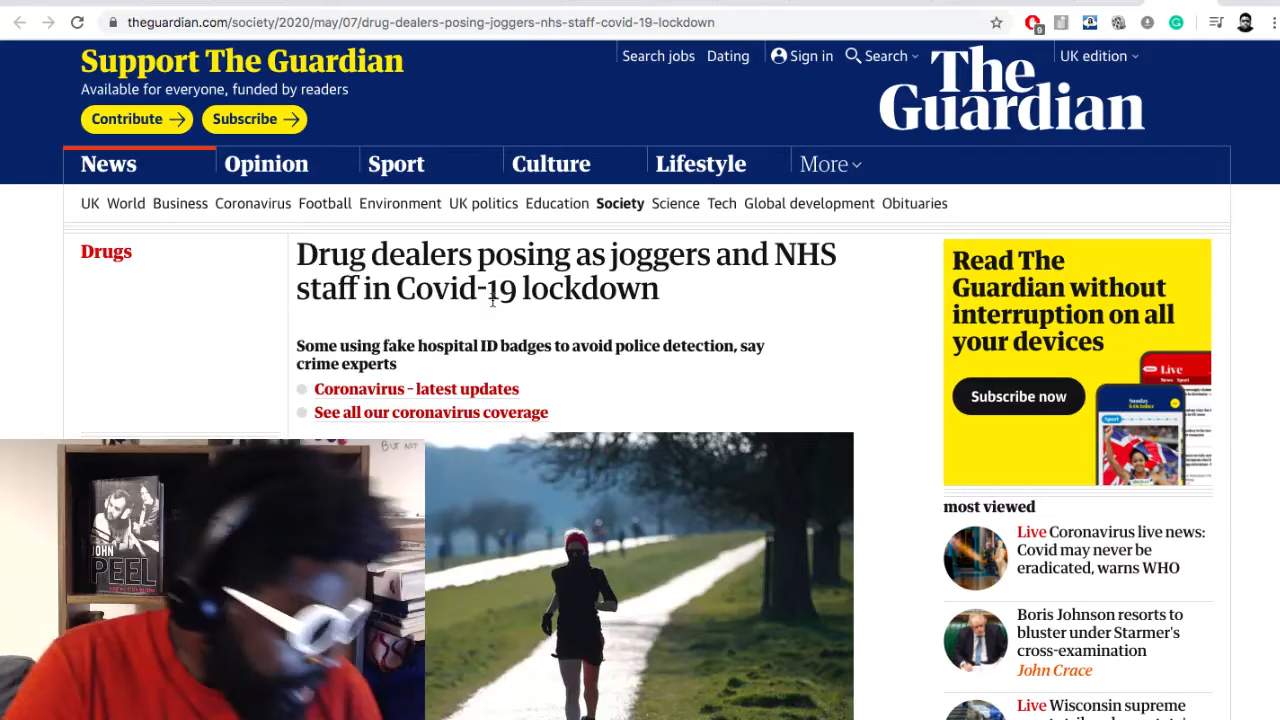 theguardian.com/society/2020/may/07/drug-dealers-posing-joggers-nhs-staff-covid-19-lockdown
9
Support The Guardian
Available for everyone, funded by readers
Contribute
Subscribe
Search jobs
Dating
Sign in
Search
UK edition
The
Guardian
News
Opinion
Sport
Culture
Lifestyle
More
UK World Business Coronavirus Football Environment UK politics Education Society Science Tech Global development Obituaries
Drugs
Drug dealers posing as joggers and NHS
staff in Covid-19 lockdown
Some using fake hospital ID badges to avoid police detection, say
crime experts
Coronavirus – latest updates
See all our coronavirus coverage
Read The
Guardian without
interruption on all
your devices
Subscribe now
Live
most viewed
Live Coronavirus live news:
Covid may never be
eradicated, warns WHO
Boris Johnson resorts to
bluster under Starmer's
cross-examination
John Crace
Live Wisconsin supreme
BUT NOT
JOHN
PEEL